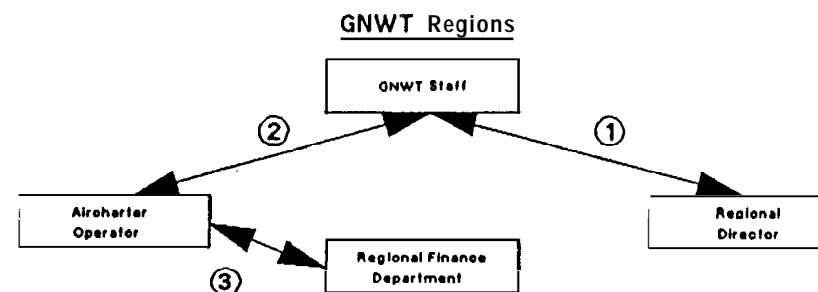 GNWT Regions
GNWT Staff
②
①
Aircharter
Operator
Regional
Director
Regional Finance
Department
③